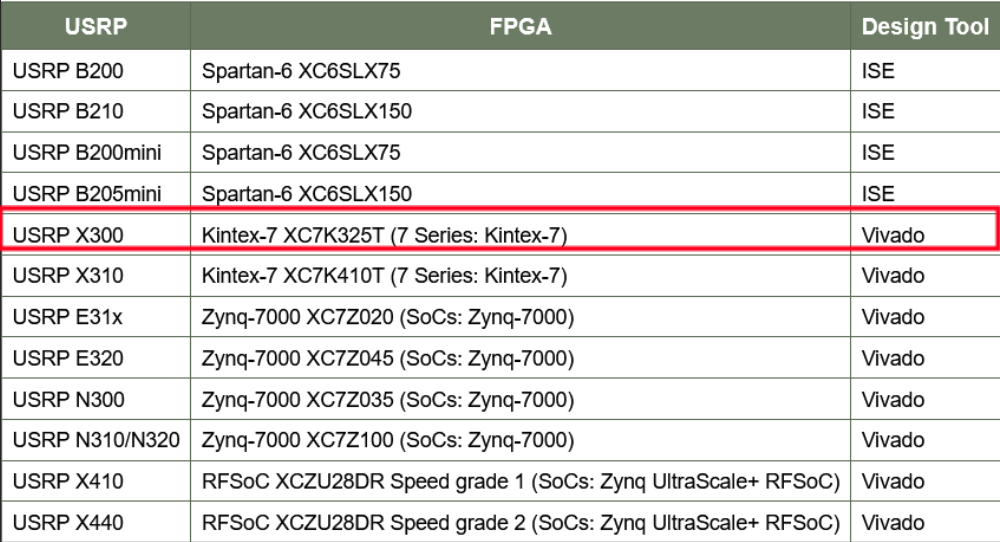 USRP FPGA Design Tool
USRP B200 Spartan-6 XC6SLX75 ISE
USRP B210 Spartan-6 XC6SLX150 ISE
USRP B200mini Spartan-6 XC6SLX75 ISE
USRP B205mini Spartan-6 XC6SLX150 ISE
USRP X300 Kintex-7 XC7K325T (7 Series: Kintex-7) Vivado
USRP X310 Kintex-7 XC7K410T (7 Series: Kintex-7) Vivado
USRP E31x Zynq-7000 XC7Z020 (SoCs: Zynq-7000) Vivado
USRP E320 Zynq-7000 XC7Z045 (SoCs: Zynq-7000) Vivado
USRP N300 Zynq-7000 XC7Z035 (SoCs: Zynq-7000) Vivado
USRP N310/N320 Zynq-7000 XC7Z100 (SoCs: Zynq-7000) Vivado
USRP X410 RFSoC XCZU28DR Speed grade 1 (SoCs: Zynq UltraScale+ RFSoC) Vivado
USRP X440 RFSoC XCZU28DR Speed grade 2 (SoCs: Zynq UltraScale+ RFSoC) Vivado